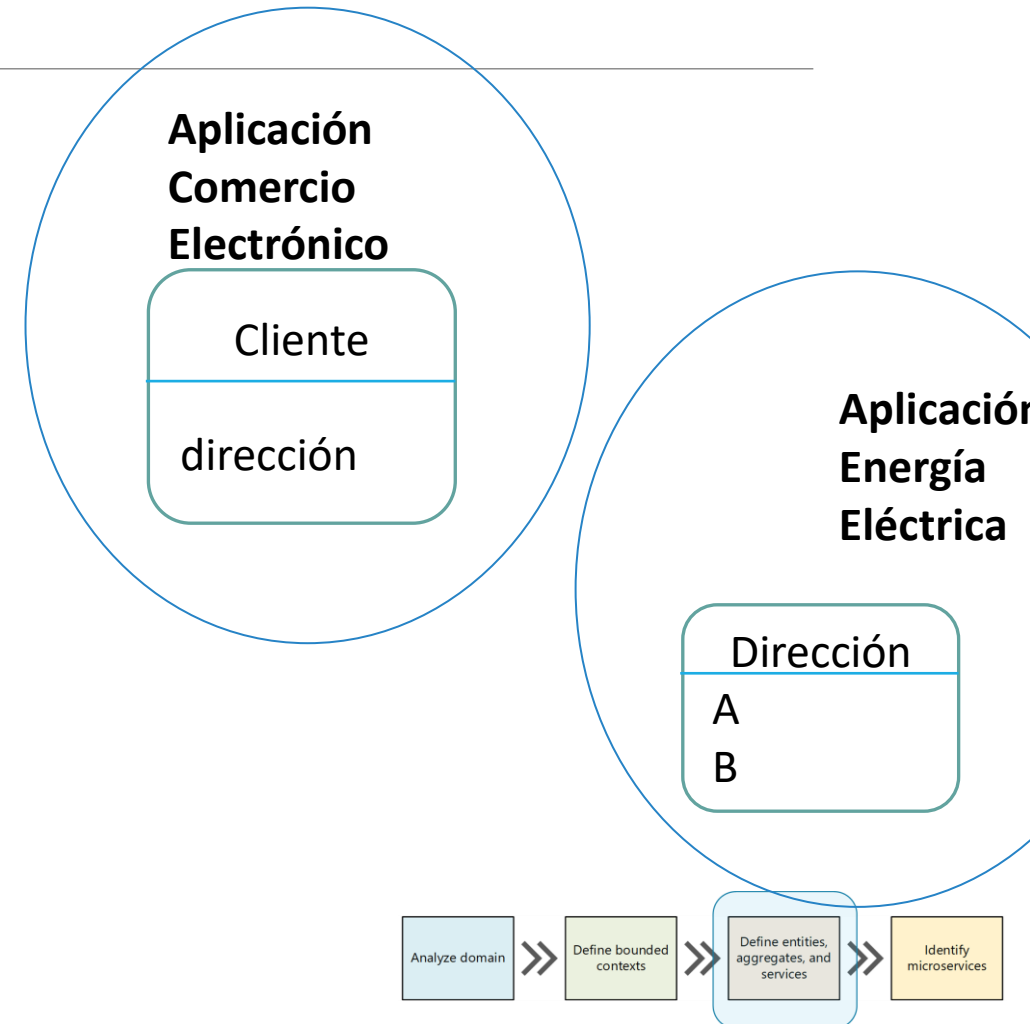 Aplicación
Comercio
Electrónico
Cliente
dirección
Aplicación
Energía
Eléctrica
Dirección
A
B
Analyze domain
Define bounded
contexts
Define entities,
aggregates, and
services
Identify
microservices